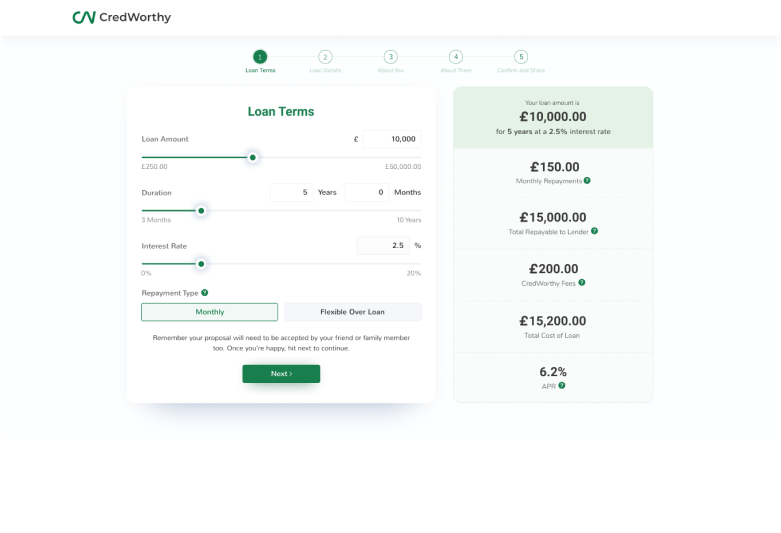 CredWorthy
1 2 3 4 5
Loan Terms Loan Details About You About Them Confirm and Share
Loan Terms
Loan Amount £ 10,000
£250.00 £50,000.00
Duration 5 Years 0 Months
3 Months 10 Years
Interest Rate 2.5 %
0% 20%
Repayment Type ?
Monthly Flexible Over Loan
Remember your proposal will need to be accepted by your friend or family member
too. Once you're happy, hit next to continue.
Next ›
Your loan amount is
£10,000.00
for 5 years at a 2.5% interest rate
£150.00
Monthly Repayments ?
£15,000.00
Total Repayable to Lender ?
£200.00
CredWorthy Fees ?
£15,200.00
Total Cost of Loan
6.2%
APR ?